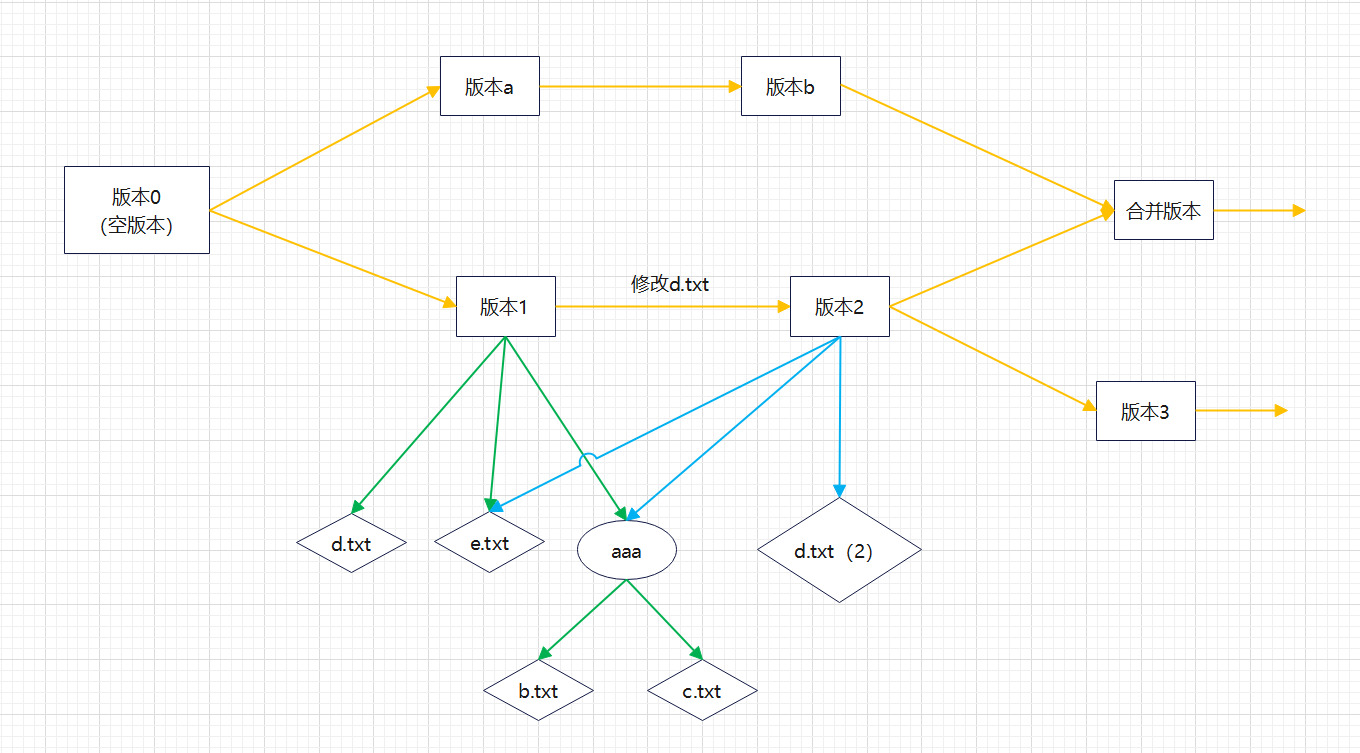 版本a
版本b
版本0
（空版本）
合并版本
修改d.txt
版本1
版本2
版本3
d.txt
e.txt
aaa
d.txt（2）
b.txt
c.txt